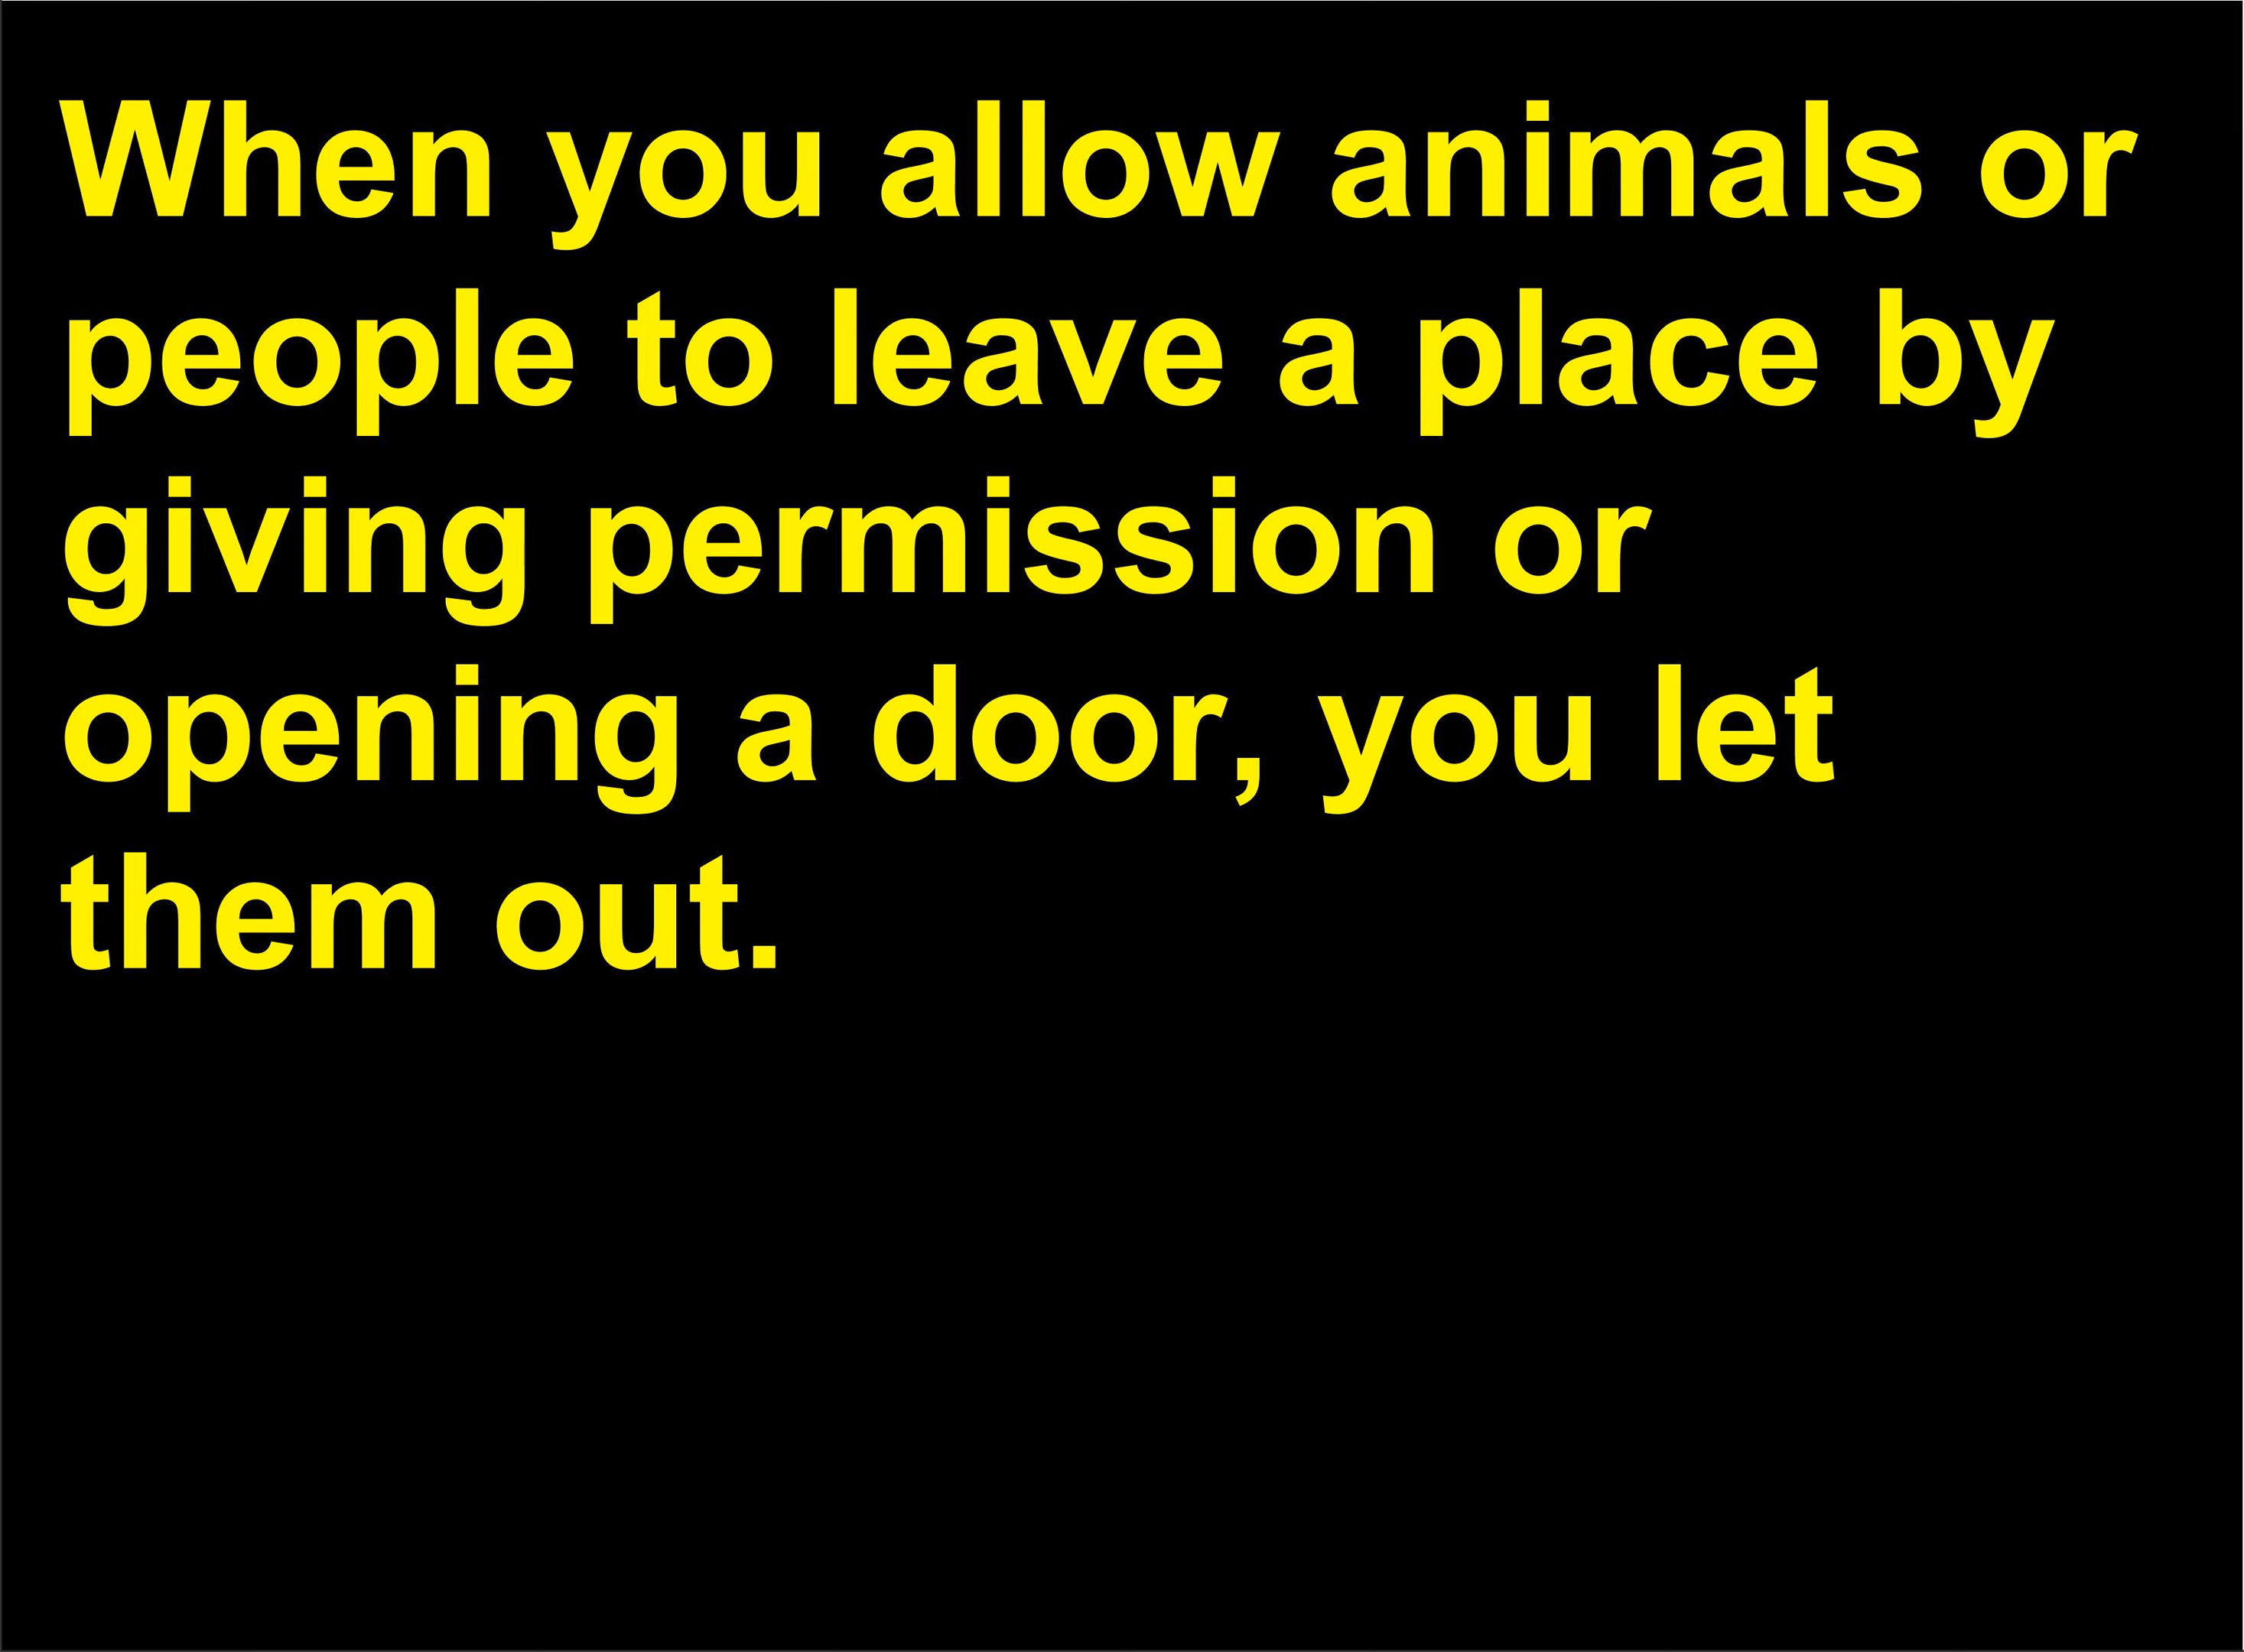 When you allow animals or
people to leave a place by
giving permission or
opening a door, you let
them out.